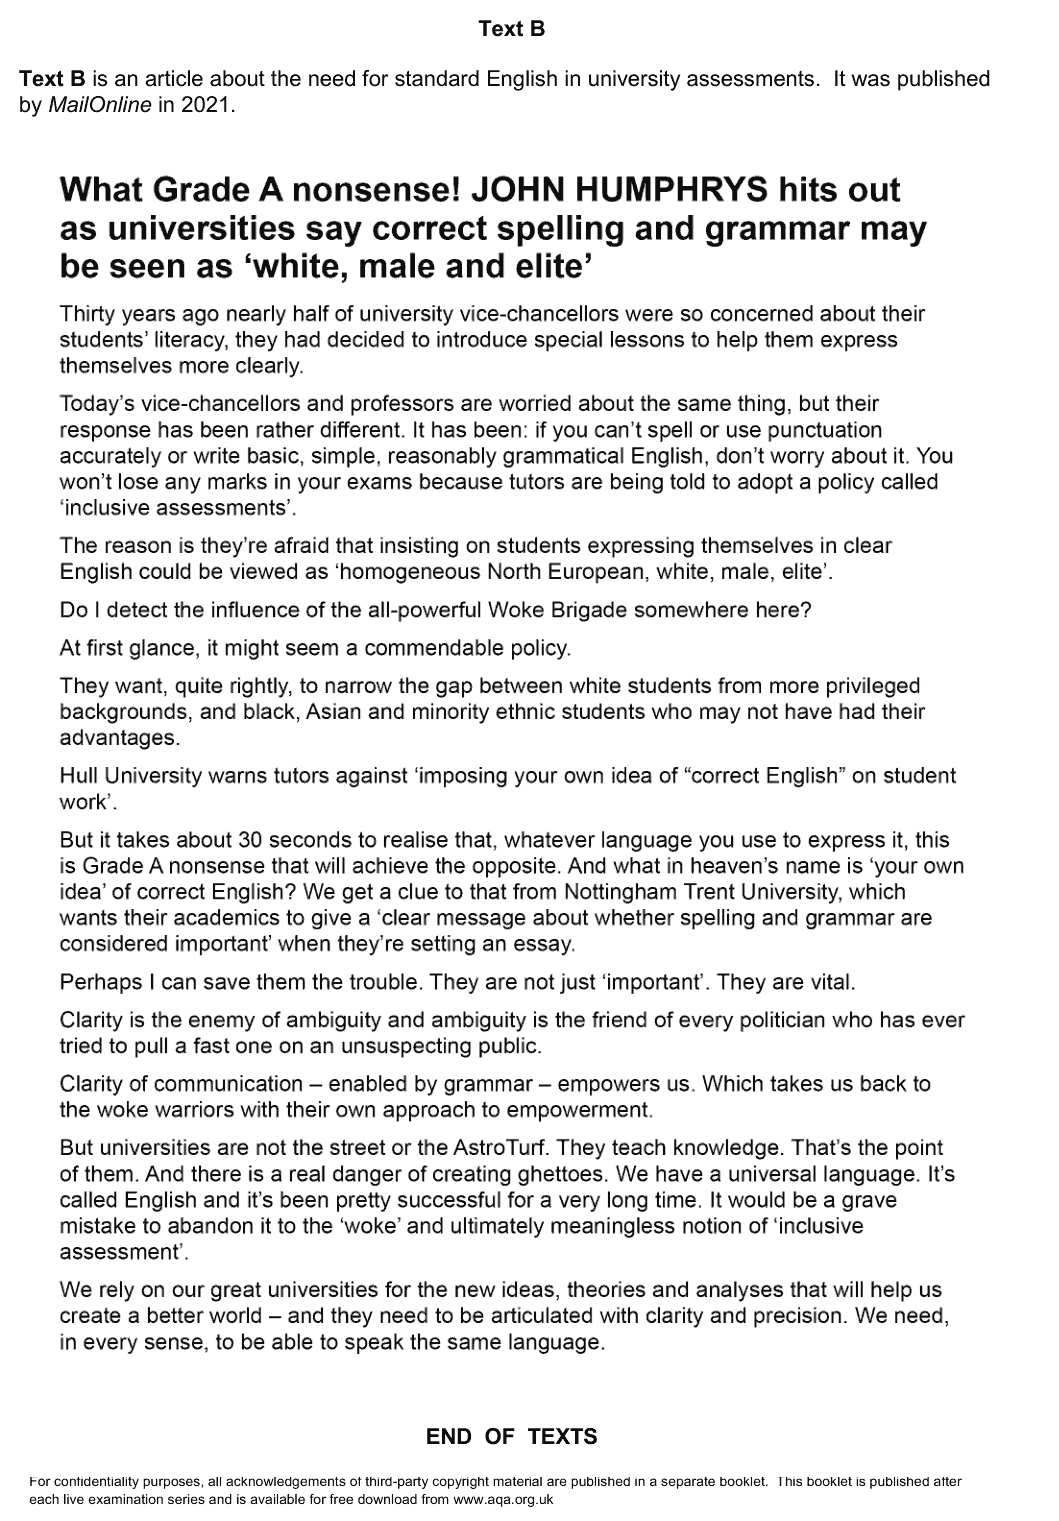 Text B
Text B is an article about the need for standard English in university assessments. It was published
by MailOnline in 2021.
What Grade A nonsense! JOHN HUMPHRYS hits out
as universities say correct spelling and grammar may
be seen as ‘white, male and elite’
Thirty years ago nearly half of university vice-chancellors were so concerned about their
students’ literacy, they had decided to introduce special lessons to help them express
themselves more clearly.
Today’s vice-chancellors and professors are worried about the same thing, but their
response has been rather different. It has been: if you can’t spell or use punctuation
accurately or write basic, simple, reasonably grammatical English, don’t worry about it. You
won’t lose any marks in your exams because tutors are being told to adopt a policy called
‘inclusive assessments’.
The reason is they’re afraid that insisting on students expressing themselves in clear
English could be viewed as ‘homogeneous North European, white, male, elite’.
Do I detect the influence of the all-powerful Woke Brigade somewhere here?
At first glance, it might seem a commendable policy.
They want, quite rightly, to narrow the gap between white students from more privileged
backgrounds, and black, Asian and minority ethnic students who may not have had their
advantages.
Hull University warns tutors against ‘imposing your own idea of “correct English” on student
work’.
But it takes about 30 seconds to realise that, whatever language you use to express it, this
is Grade A nonsense that will achieve the opposite. And what in heaven’s name is ‘your own
idea’ of correct English? We get a clue to that from Nottingham Trent University, which
wants their academics to give a ‘clear message about whether spelling and grammar are
considered important’ when they’re setting an essay.
Perhaps I can save them the trouble. They are not just ‘important’. They are vital.
Clarity is the enemy of ambiguity and ambiguity is the friend of every politician who has ever
tried to pull a fast one on an unsuspecting public.
Clarity of communication – enabled by grammar – empowers us. Which takes us back to
the woke warriors with their own approach to empowerment.
But universities are not the street or the AstroTurf. They teach knowledge. That’s the point
of them. And there is a real danger of creating ghettoes. We have a universal language. It’s
called English and it’s been pretty successful for a very long time. It would be a grave
mistake to abandon it to the ‘woke’ and ultimately meaningless notion of ‘inclusive
assessment’.
We rely on our great universities for the new ideas, theories and analyses that will help us
create a better world – and they need to be articulated with clarity and precision. We need,
in every sense, to be able to speak the same language.
END OF TEXTS
For confidentiality purposes, all acknowledgements of third-party copyright material are published in a separate booklet. This booklet is published after
each live examination series and is available for free download from www.aqa.org.uk